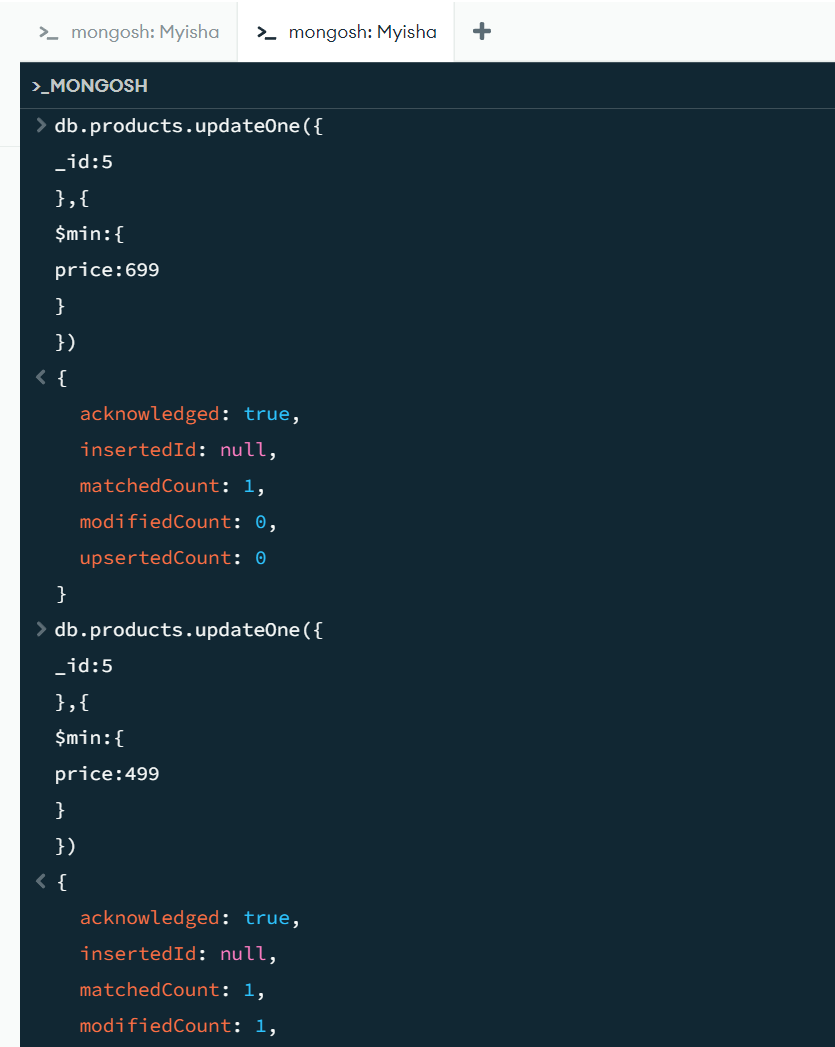 >_ mongosh: Myisha >_ mongosh: Myisha +
>_MONGOSH
> db.products.updateOne({
_id:5
},{
$min:{
price:699
}
})
< {
acknowledged: true,
insertedId: null,
matchedCount: 1,
modifiedCount: 0,
upsertedCount: 0
}
> db.products.updateOne({
_id:5
},{
$min:{
price:499
}
})
< {
acknowledged: true,
insertedId: null,
matchedCount: 1,
modifiedCount: 1,